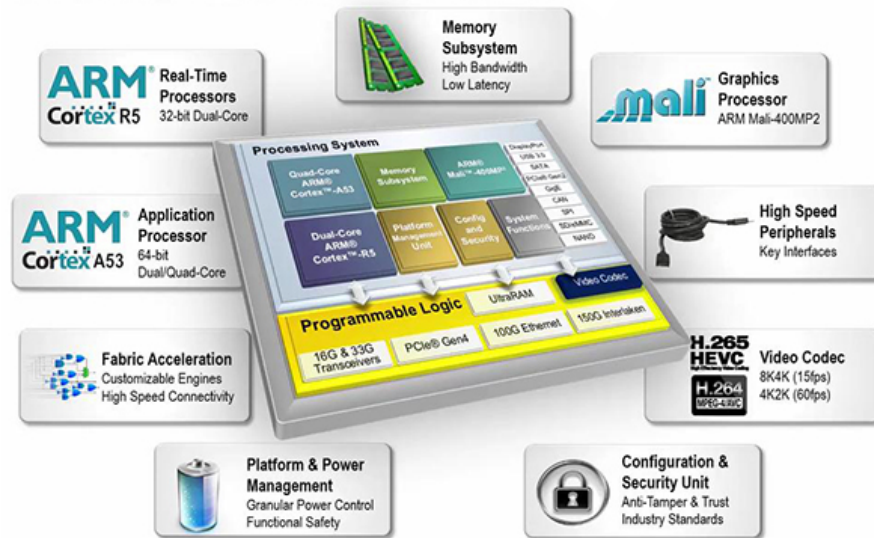 Memory
Subsystem
High Bandwidth
Low Latency
ARM®
Cortex R5
Real-Time
Processors
32-bit Dual-Core
mali™
Graphics
Processor
ARM Mali-400MP2
ARM®
Cortex A53
Application
Processor
64-bit
Dual/Quad-Core
High Speed
Peripherals
Key Interfaces
Fabric Acceleration
Customizable Engines
High Speed Connectivity
H.265
HEVC
High Efficiency Video Coding
H.264
MPEG-4/AVC
Video Codec
8K4K (15fps)
4K2K (60fps)
Platform & Power
Management
Granular Power Control
Functional Safety
Configuration &
Security Unit
Anti-Tamper & Trust
Industry Standards
Processing System
Quad-Core
ARM®
Cortex™-A53
Memory
Subsystem
ARM®
Mali™-400MP
Dual-Core
ARM®
Cortex™-R5
Platform
Management
Unit
Config
and
Security
System
Functions
DisplayPort
USB 3.0
SATA
PCIe® Gen2
GigE
CAN
SPI
SD/eMMC
NAND
Programmable Logic
UltraRAM
Video Codec
16G & 33G
Transceivers
PCIe® Gen4
100G Ethernet
150G Interlaken